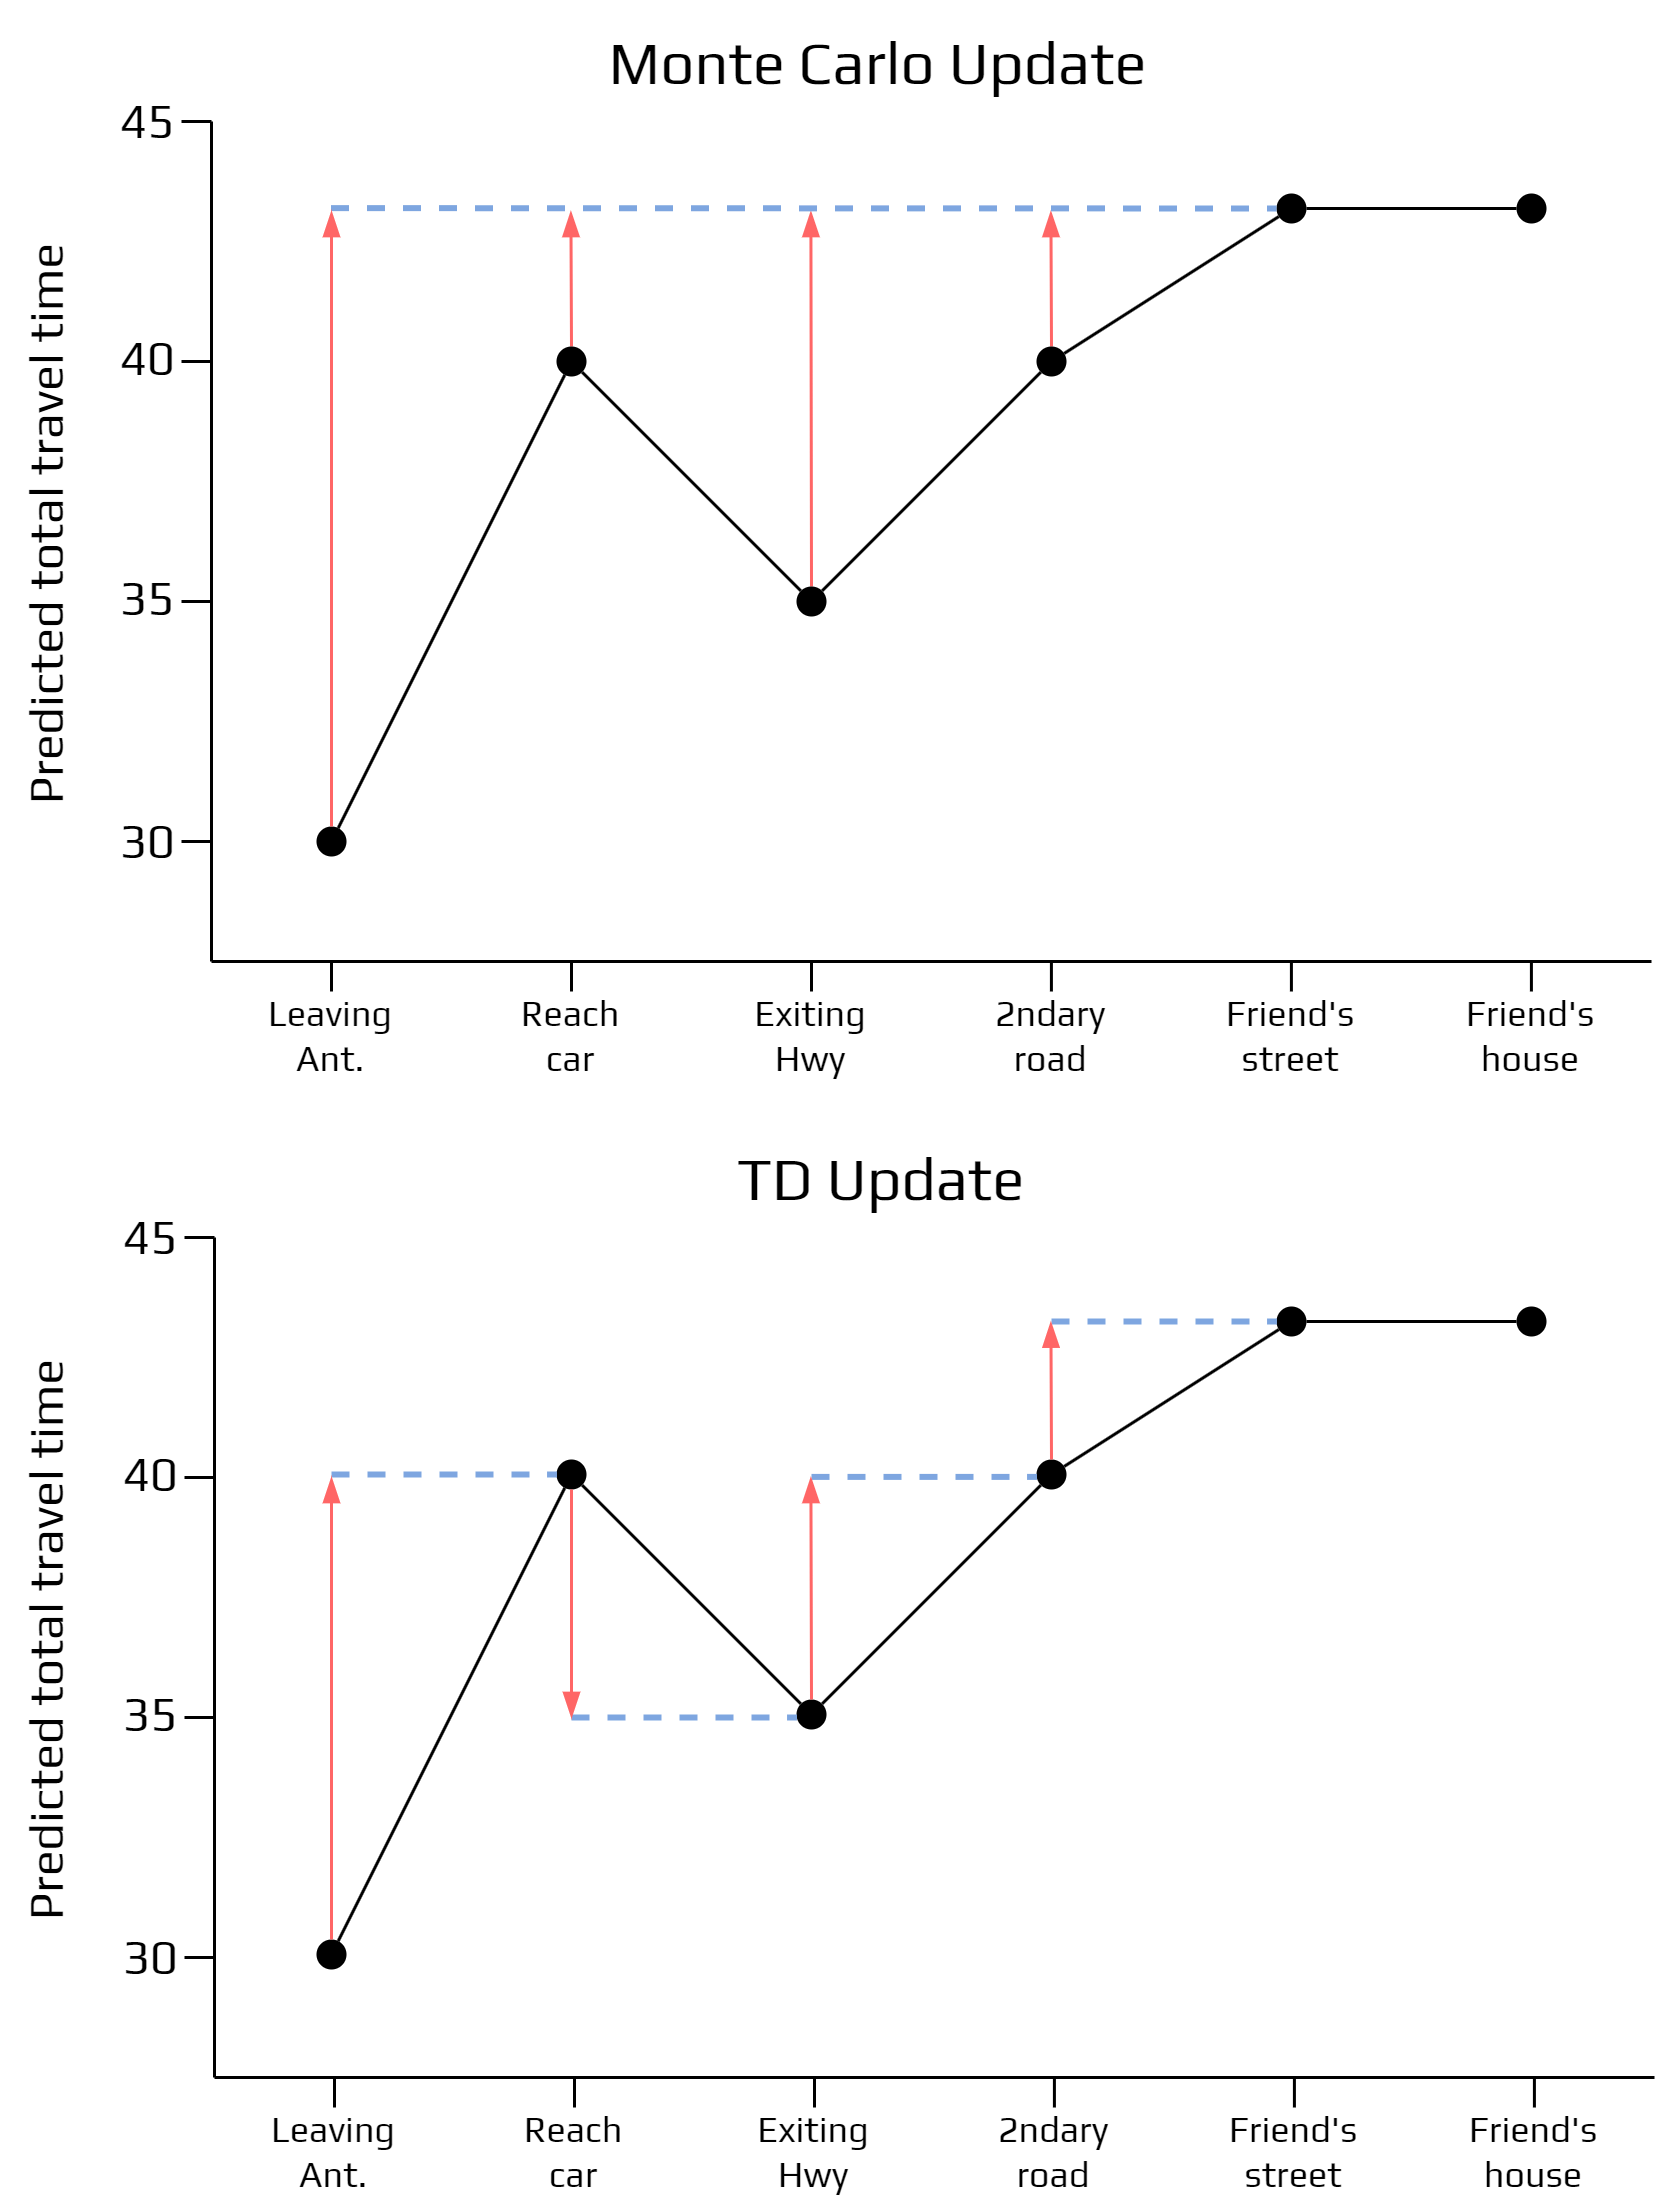 Monte Carlo Update
Predicted total travel time
45
40
35
30
Leaving
Ant.
Reach
car
Exiting
Hwy
2ndary
road
Friend's
street
Friend's
house
TD Update
Predicted total travel time
45
40
35
30
Leaving
Ant.
Reach
car
Exiting
Hwy
2ndary
road
Friend's
street
Friend's
house